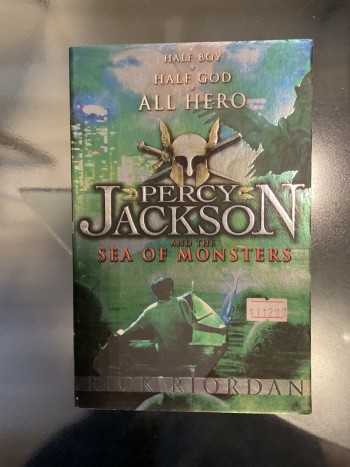 HALF BOY
HALF GOD
ALL HERO
PERCY
JACKSON
AND THE
SEA OF MONSTERS
RICK RIORDAN